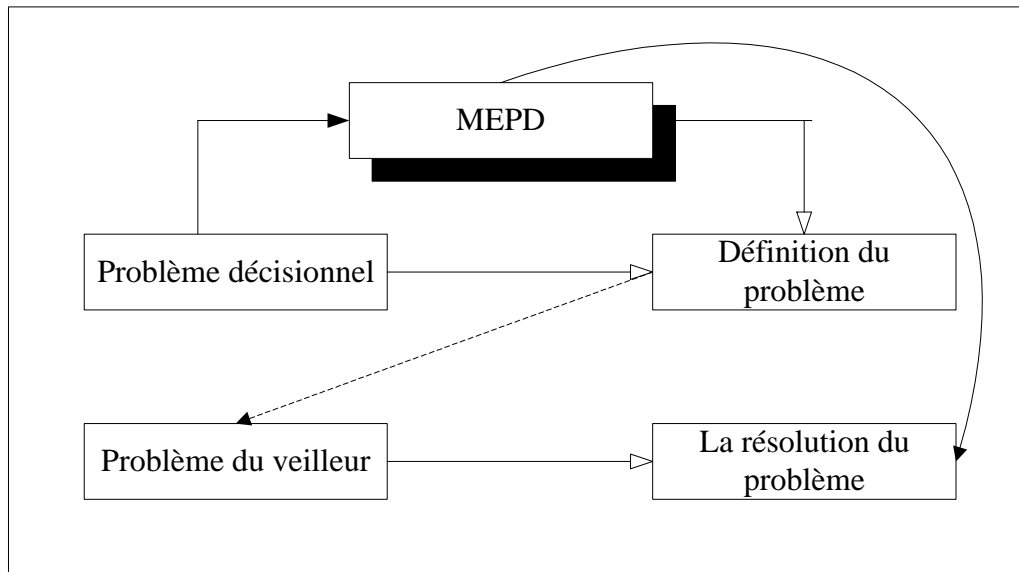 MEPD
Problème décisionnel
Définition du
problème
Problème du veilleur
La résolution du
problème